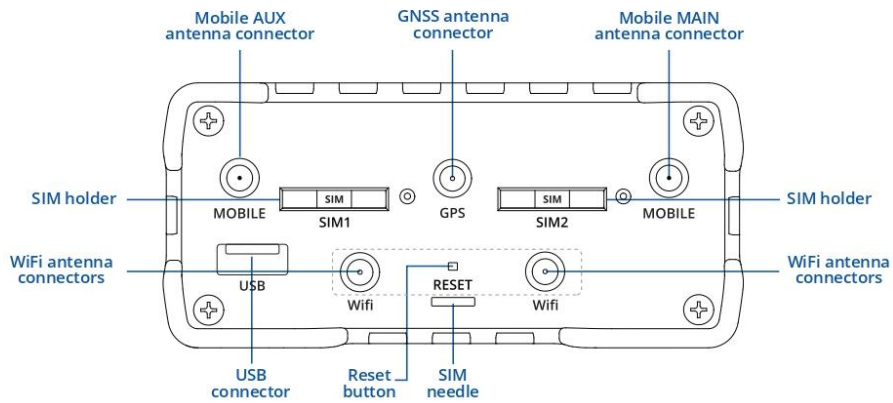 Mobile AUX
antenna connector
GNSS antenna
connector
Mobile MAIN
antenna connector
SIM holder
SIM
SIM
SIM holder
MOBILE
SIM1
GPS
SIM2
MOBILE
WiFi antenna
connectors
WiFi antenna
connectors
USB
RESET
Wifi
Wifi
USB
connector
Reset
button
SIM
needle